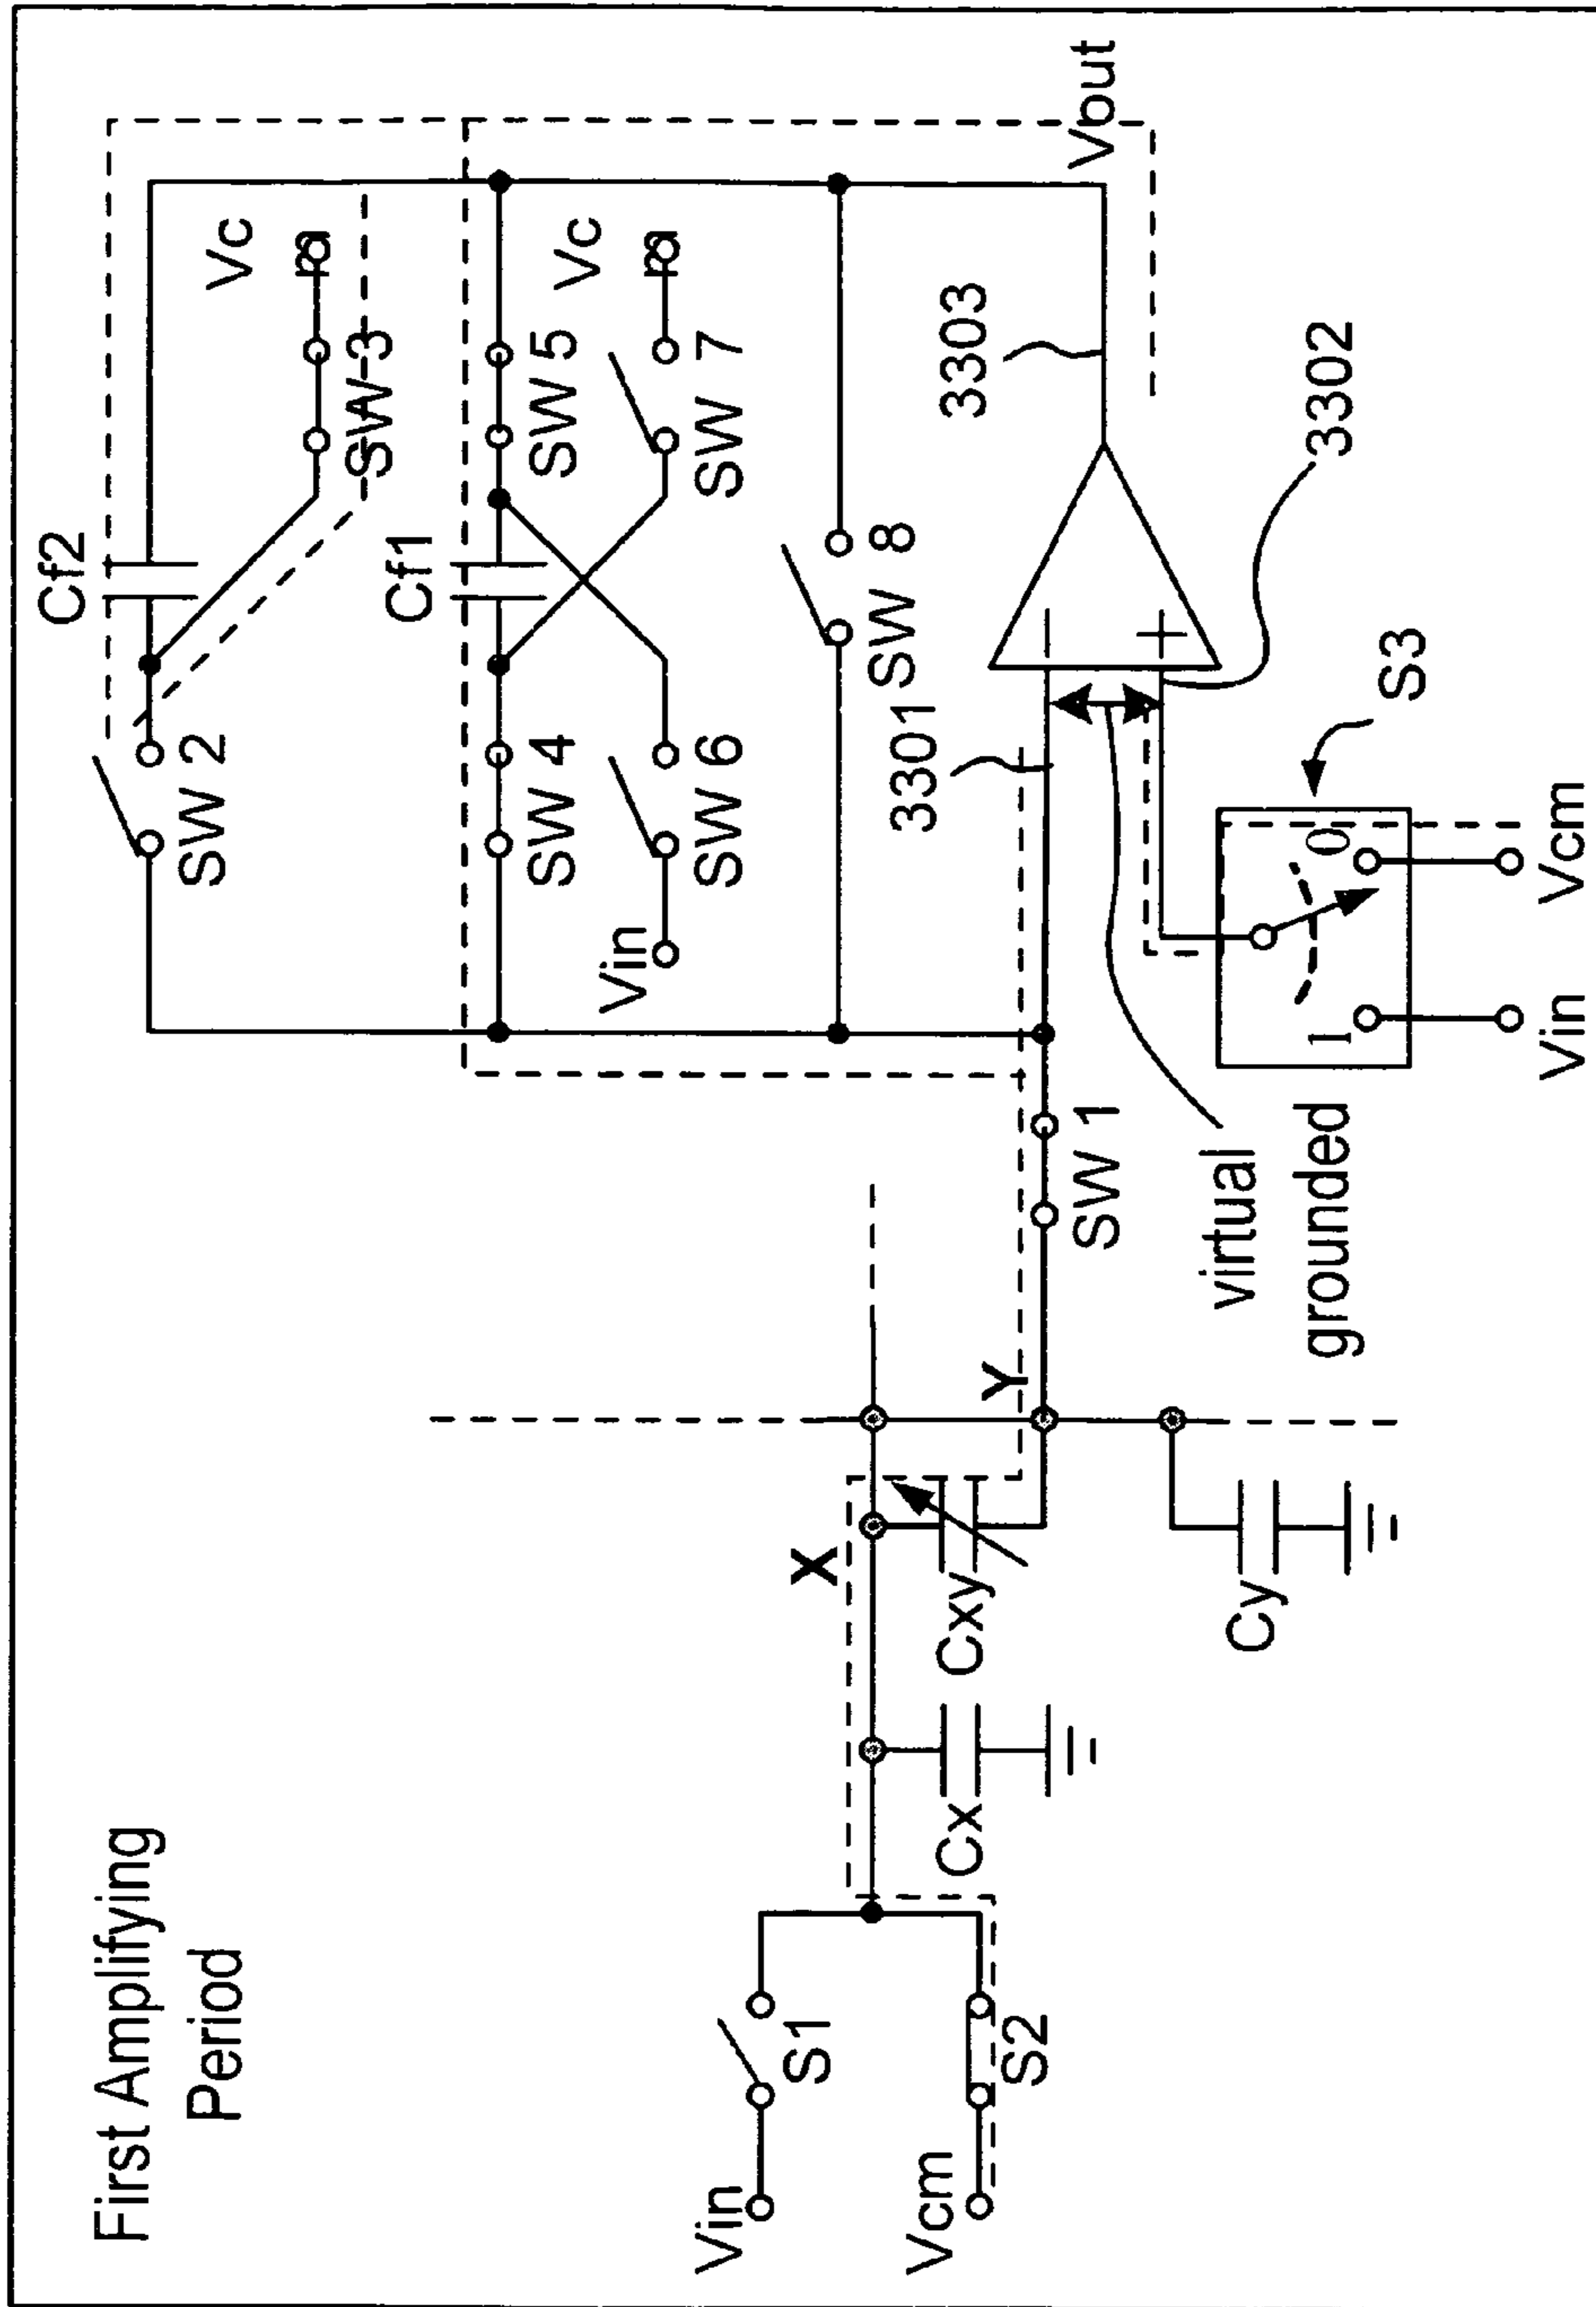 First Amplifying
Period
Vin
S1
Vcm
S2
Cx
X
Cxy
Y
Cy
SW 1
virtual
grounded
Cf2
SW 2
Vc
SW 3
Cf1
SW 4
SW 5
Vin
SW 6
Vc
SW 7
SW 8
3301
3303
3302
Vout
−
+
S3
1
0
Vin
Vcm